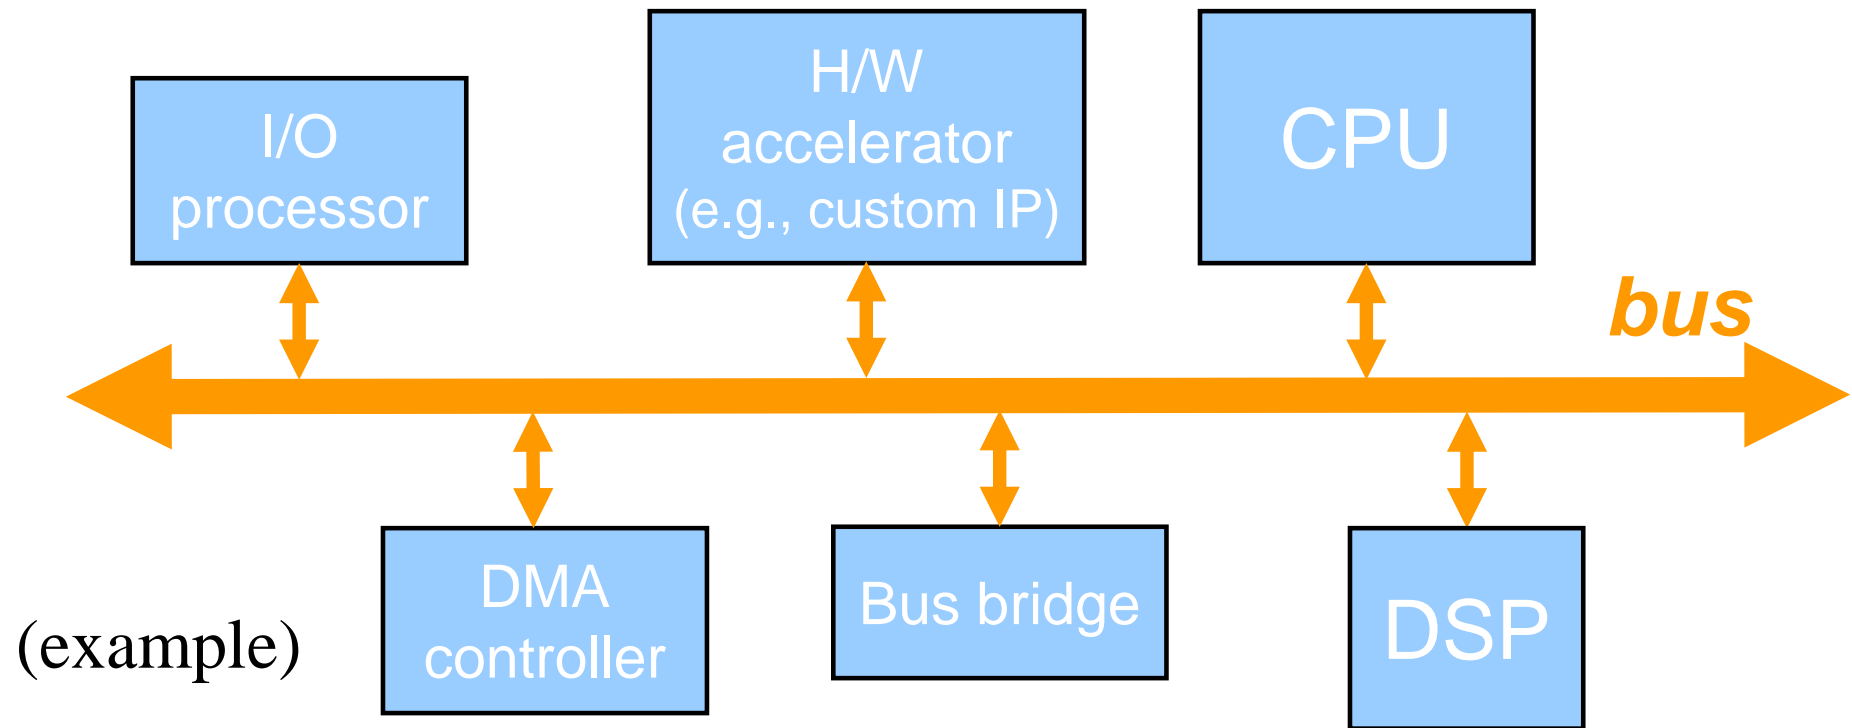 I/O
processor
H/W
accelerator
(e.g., custom IP)
CPU
bus
DMA
controller
Bus bridge
DSP
(example)